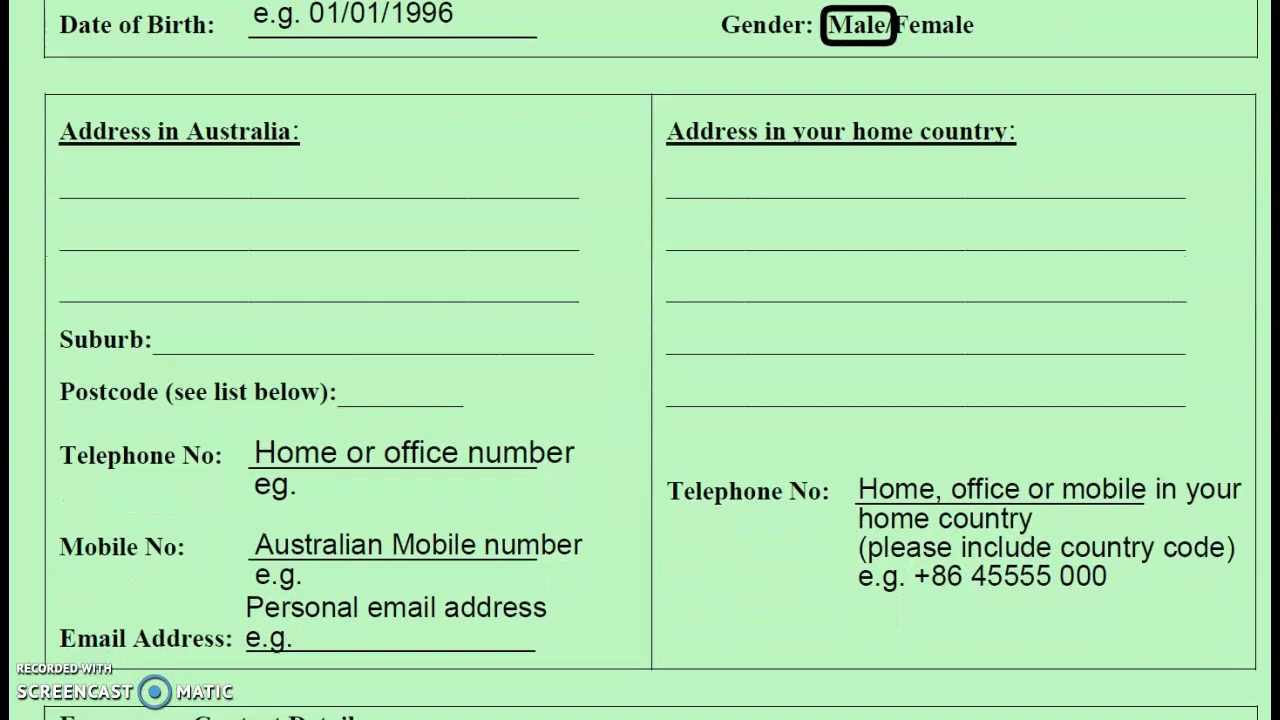 Date of Birth: e.g. 01/01/1996 Gender: Male/Female
Address in Australia:
Suburb:
Postcode (see list below):
Telephone No: Home or office number
eg.
Mobile No: Australian Mobile number
e.g.
Personal email address
Email Address: e.g.
Address in your home country:
Telephone No: Home, office or mobile in your
home country
(please include country code)
e.g. +86 45555 000
RECORDED WITH
SCREENCAST MATIC
Contact Details